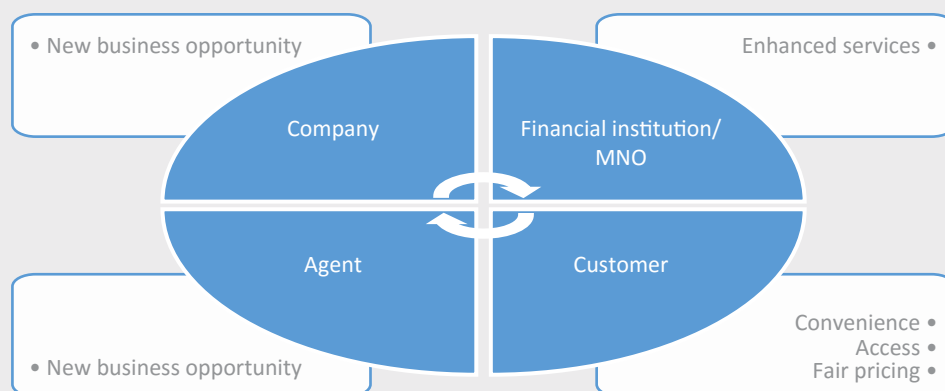 • New business opportunity
Enhanced services •
Company
Financial institution/
MNO
Agent
Customer
• New business opportunity
Convenience •
Access •
Fair pricing •